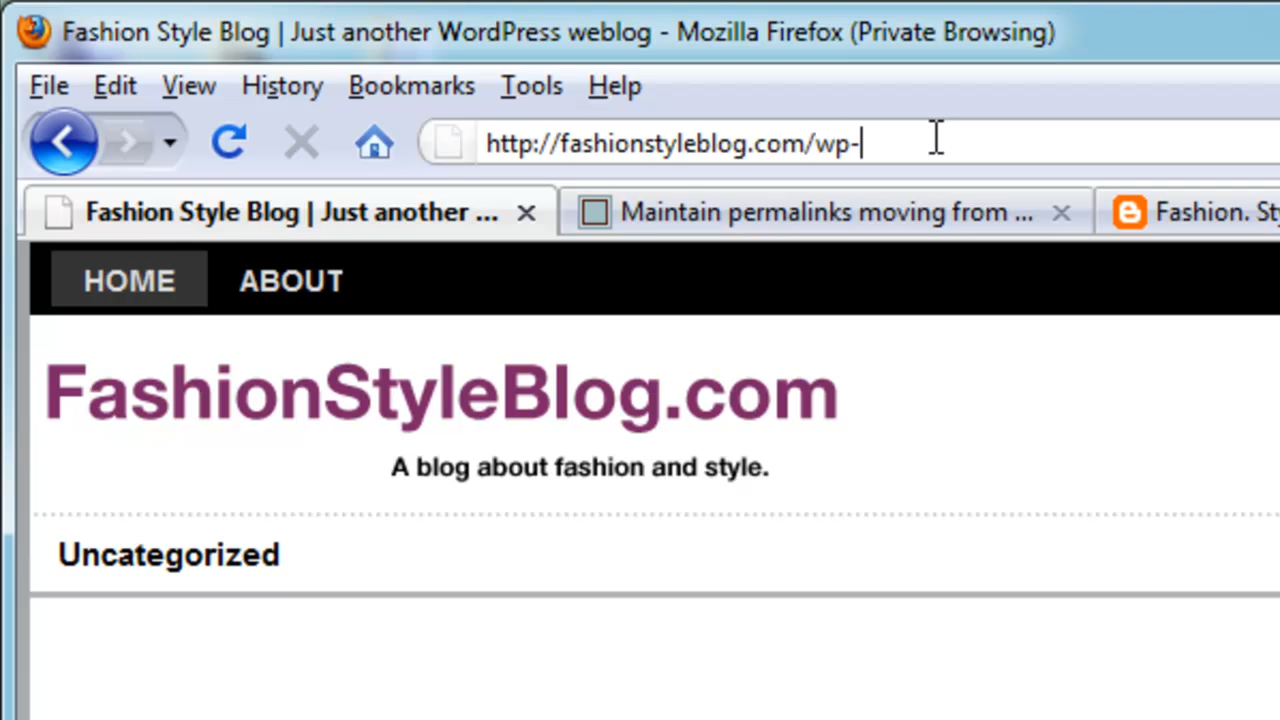 Fashion Style Blog | Just another WordPress weblog - Mozilla Firefox (Private Browsing)
File Edit View History Bookmarks Tools Help
http://fashionstyleblog.com/wp-
Fashion Style Blog | Just another ... Maintain permalinks moving from ... Fashion. Sty
HOME ABOUT
FashionStyleBlog.com
A blog about fashion and style.
Uncategorized